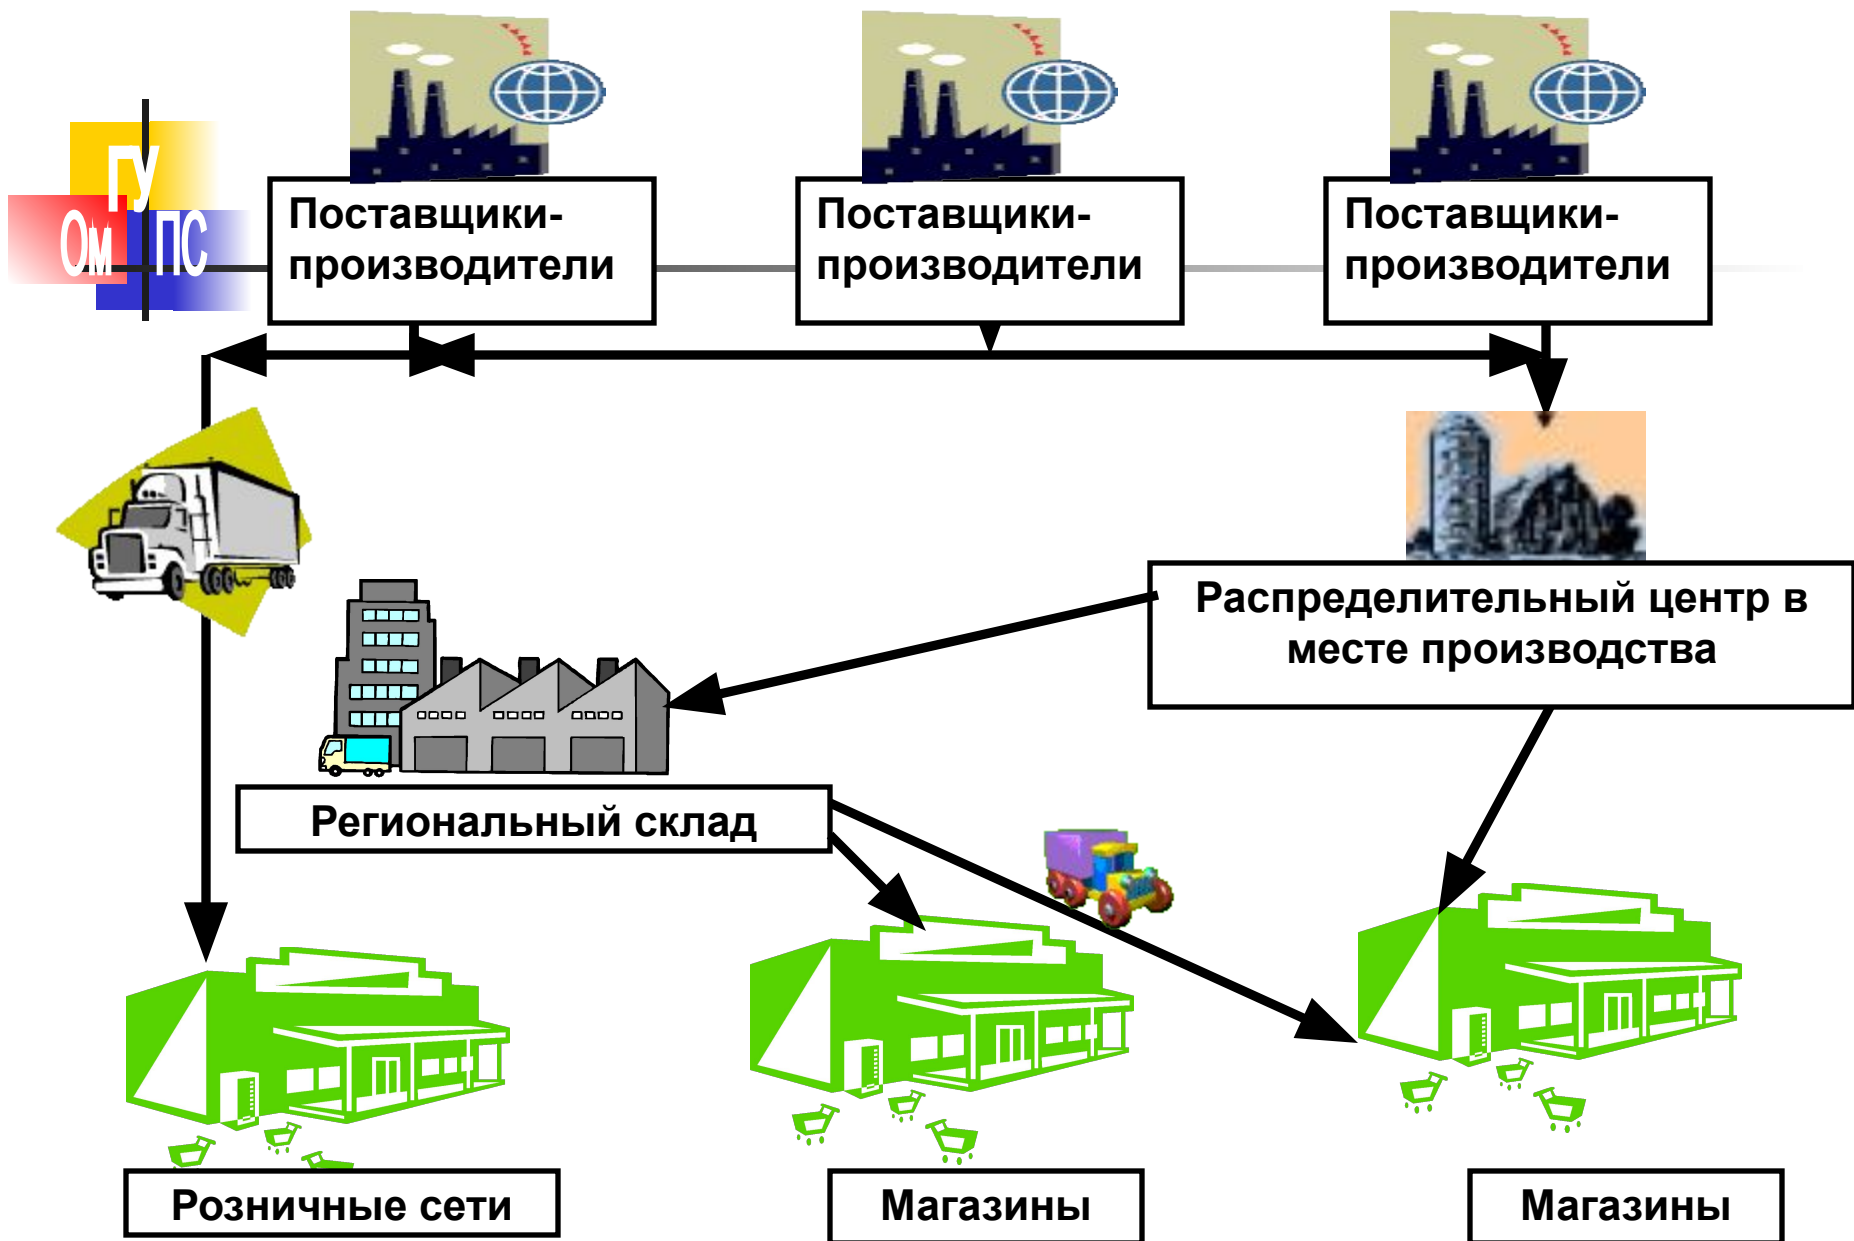 ГУ
Ом ПС
Поставщики-
производители
Поставщики-
производители
Поставщики-
производители
Распределительный центр в
месте производства
Региональный склад
Розничные сети
Магазины
Магазины